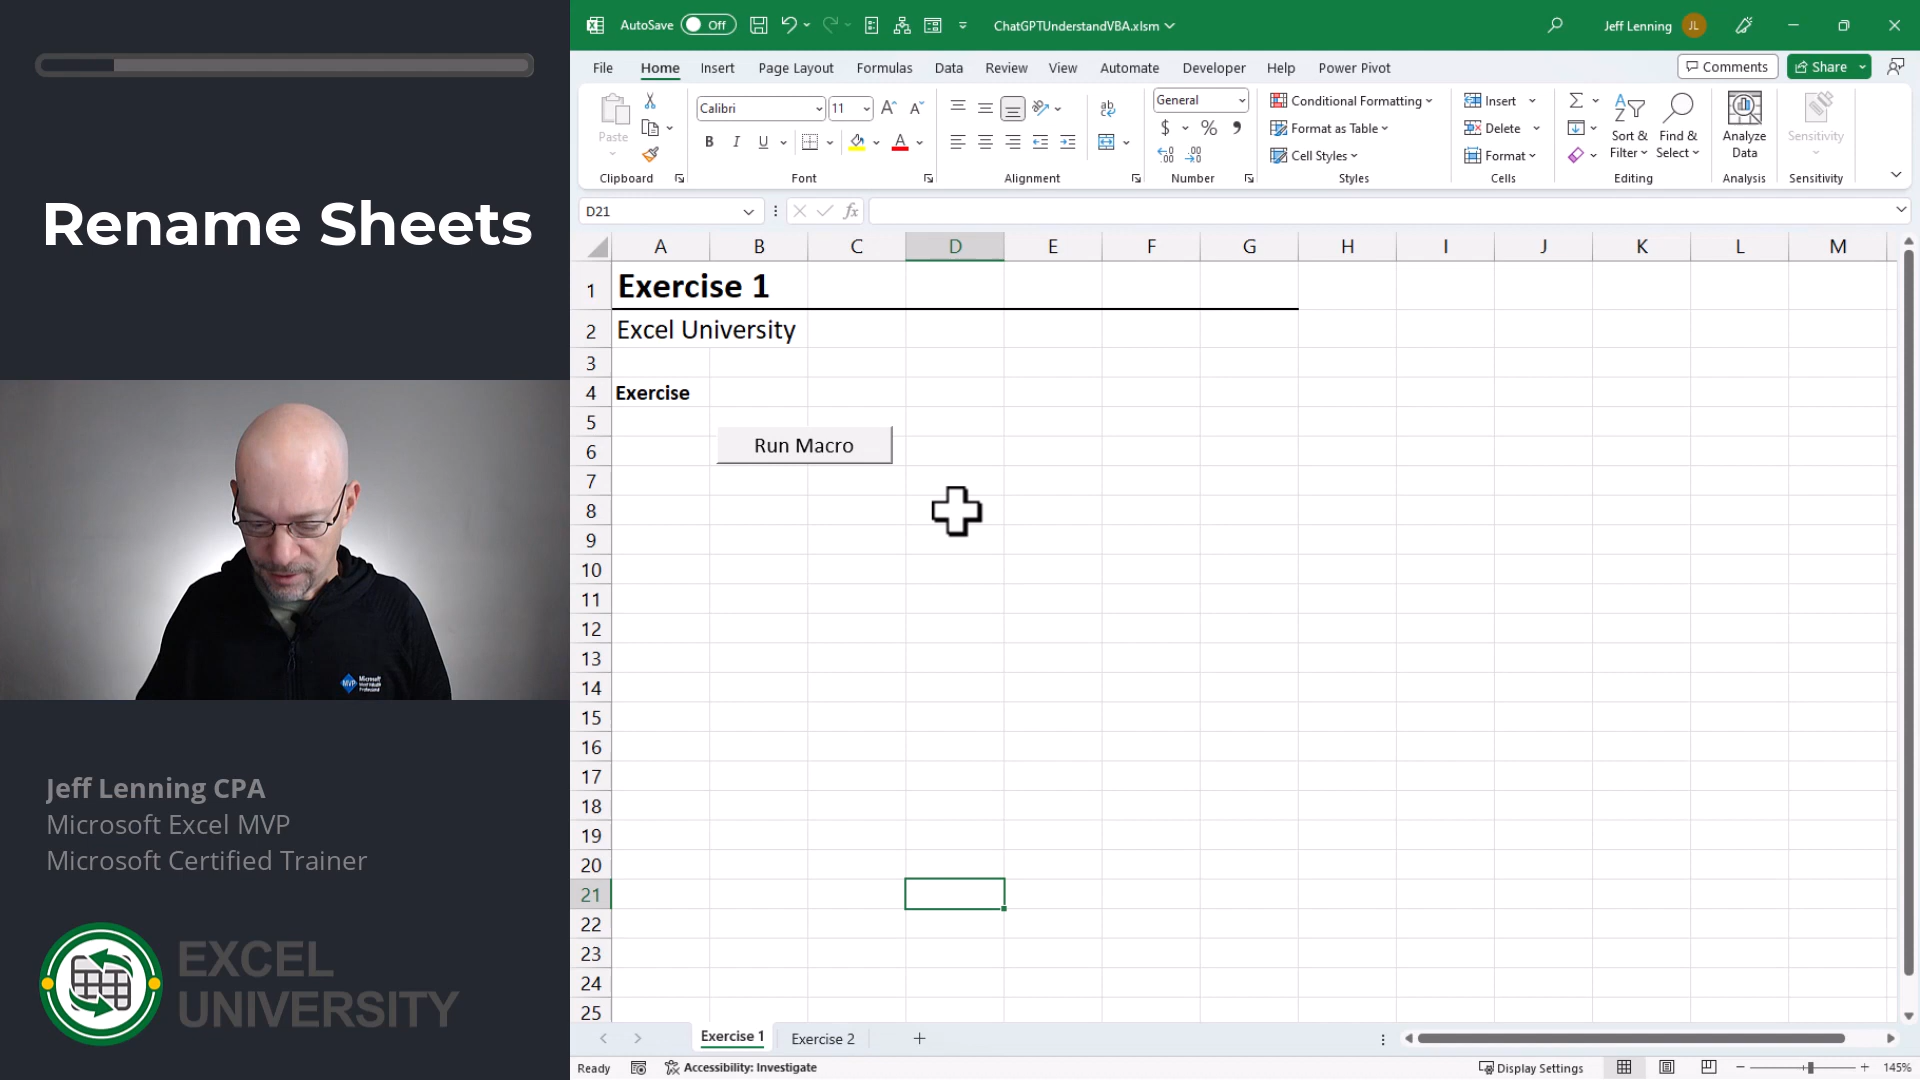 Rename Sheets
Jeff Lenning CPA
Microsoft Excel MVP
Microsoft Certified Trainer
EXCEL
UNIVERSITY
MVP Microsoft
AutoSave Off
ChatGPTUnderstandVBA.xlsm
Jeff Lenning JL
File Home Insert Page Layout Formulas Data Review View Automate Developer Help Power Pivot
Comments Share
Paste
Clipboard
Calibri 11
B I U
Font
ab
Alignment
General
$ % ,
Number
Conditional Formatting
Format as Table
Cell Styles
Styles
Insert
Delete
Format
Cells
Sort &
Filter
Find &
Select
Editing
Analyze
Data
Analysis
Sensitivity
Sensitivity
D21
fx
A B C D E F G H I J K L M
1 Exercise 1
2 Excel University
3
4 Exercise
5
6
Run Macro
7
8
9
10
11
12
13
14
15
16
17
18
19
20
21
22
23
24
25
Exercise 1 Exercise 2
Ready Accessibility: Investigate Display Settings 145%